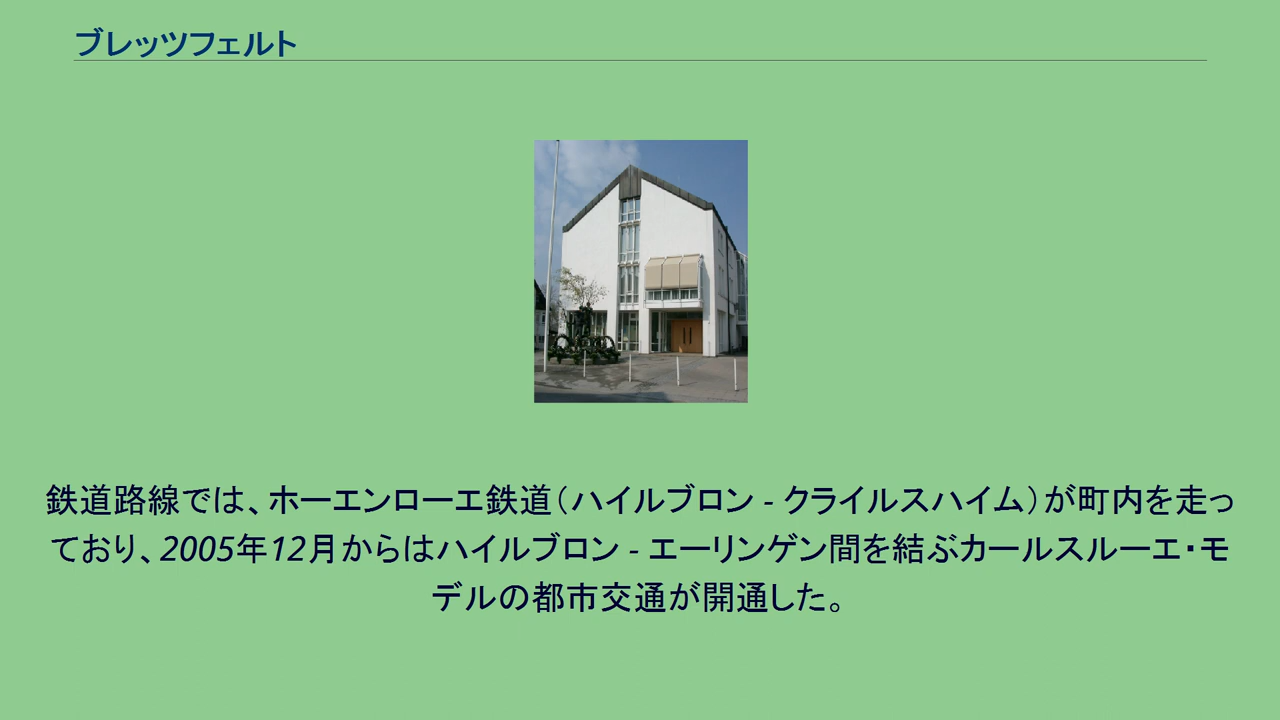 ブレッツフェルト
鉄道路線では、ホーエンローエ鉄道（ハイルブロン - クライルスハイム）が町内を走っ
ており、2005年12月からはハイルブロン - エーリンゲン間を結ぶカールスルーエ・モ
デルの都市交通が開通した。